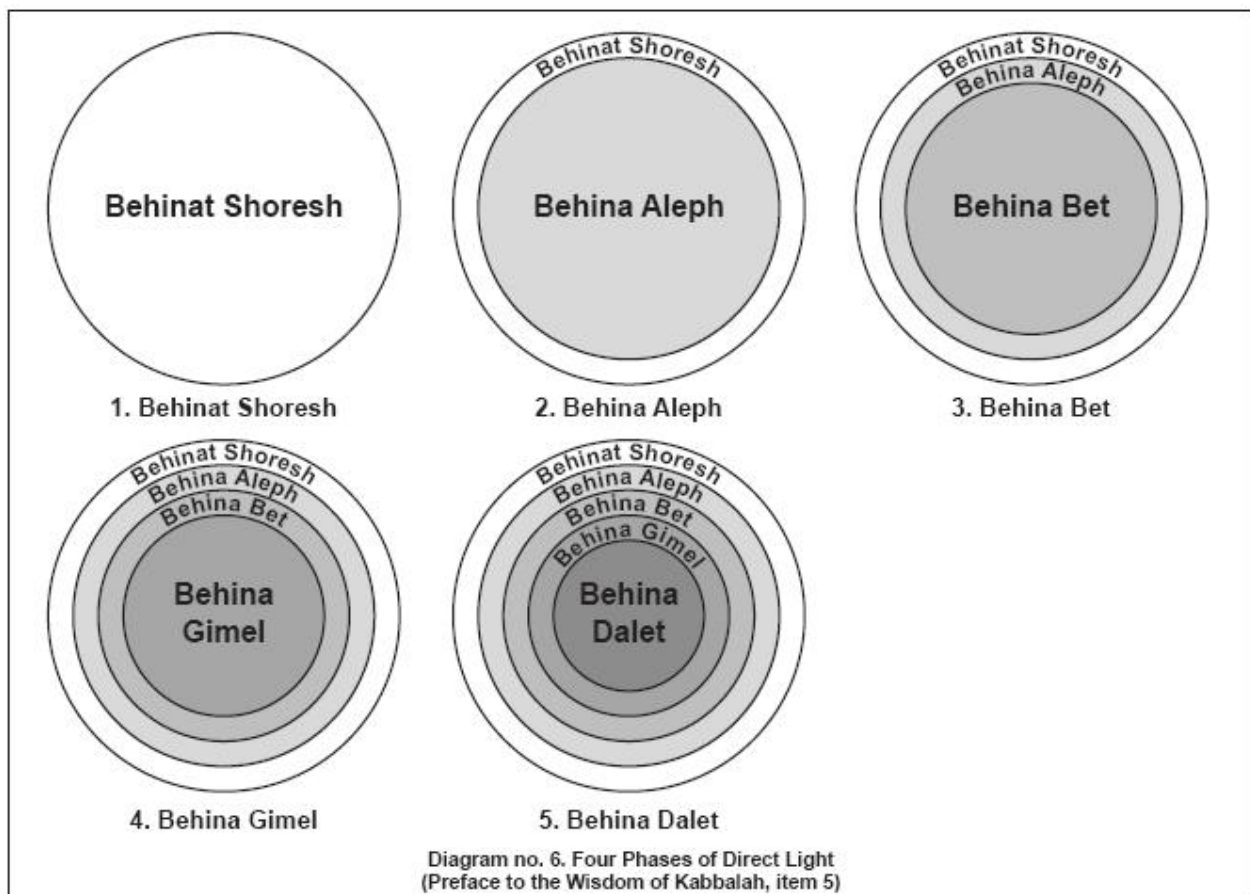 Behinat Shoresh
1. Behinat Shoresh
Behinat Shoresh
Behina Aleph
2. Behina Aleph
Behinat Shoresh
Behina Aleph
Behina Bet
3. Behina Bet
Behinat Shoresh
Behina Aleph
Behina Bet
Behina
Gimel
4. Behina Gimel
Behinat Shoresh
Behina Aleph
Behina Bet
Behina Gimel
Behina
Dalet
5. Behina Dalet
Diagram no. 6. Four Phases of Direct Light
(Preface to the Wisdom of Kabbalah, item 5)